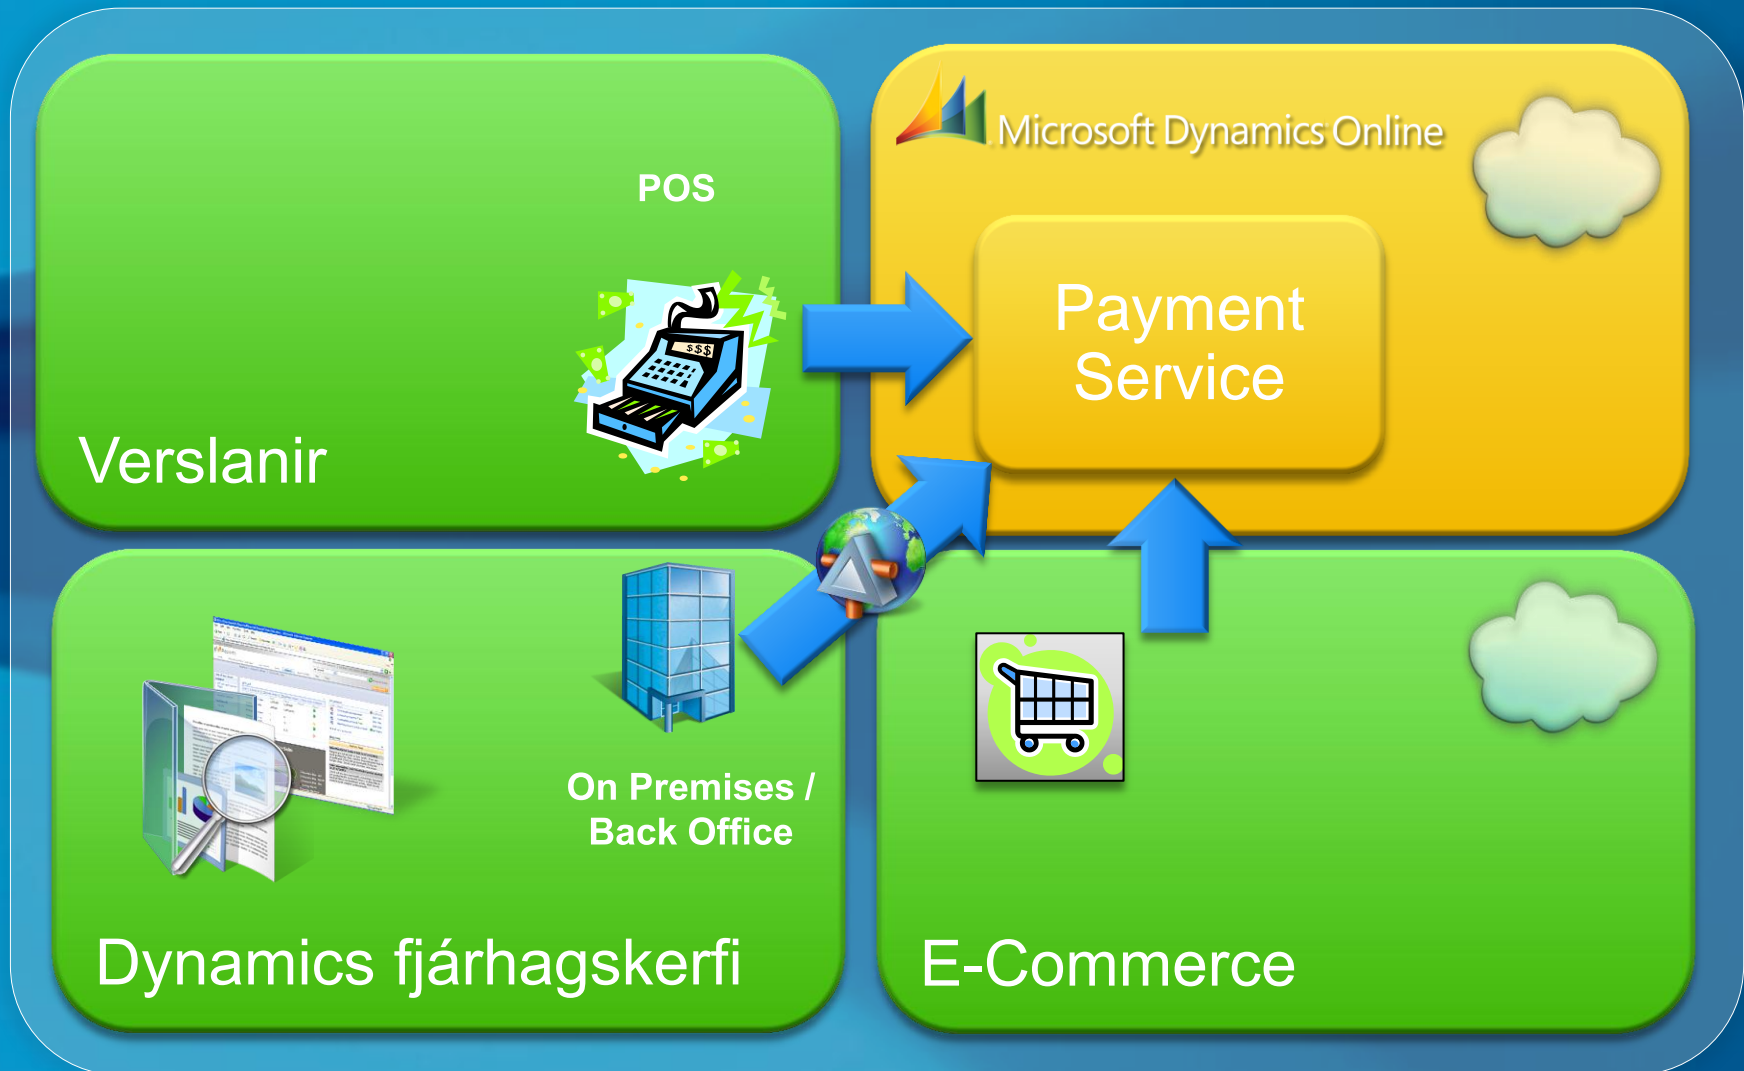 POS
$$$
Verslanir
Microsoft Dynamics Online
Payment
Service
On Premises /
Back Office
Dynamics fjárhagskerfi
E-Commerce